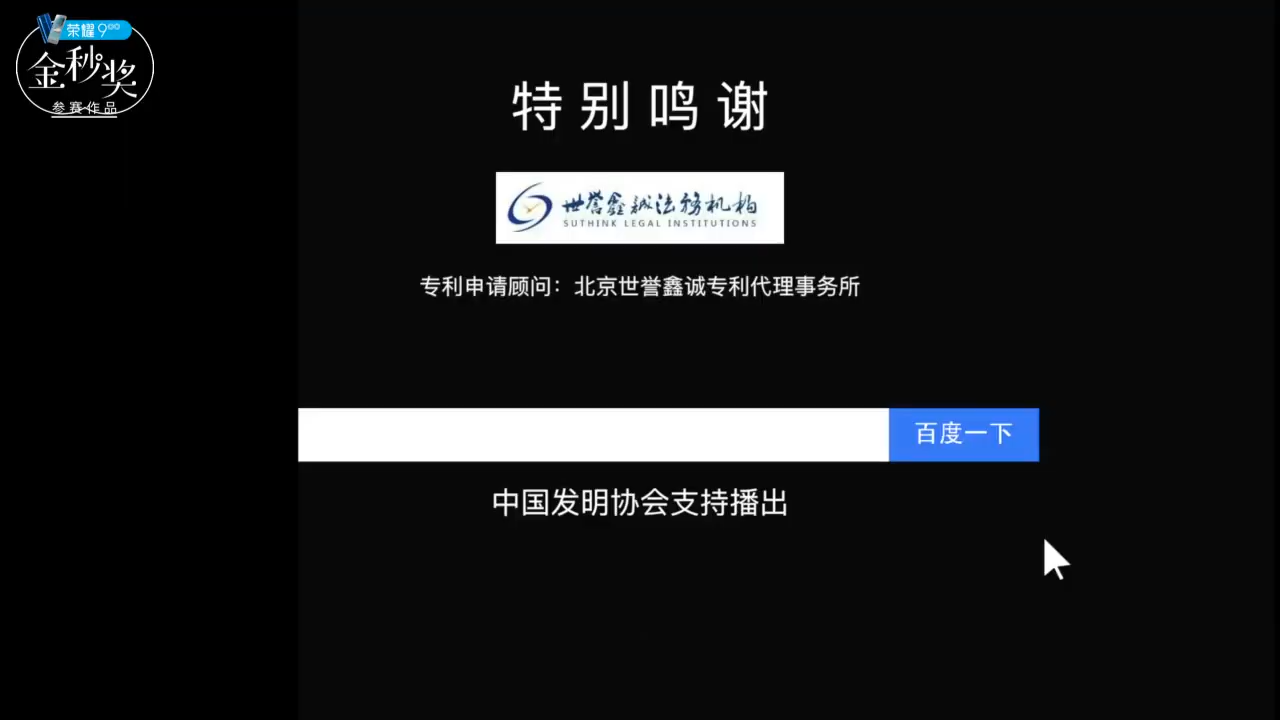 荣耀9
金秒奖
参赛作品
特别鸣谢
世誉鑫诚法務机构
SUTHINK LEGAL INSTITUTIONS
专利申请顾问：北京世誉鑫诚专利代理事务所
百度一下
中国发明协会支持播出